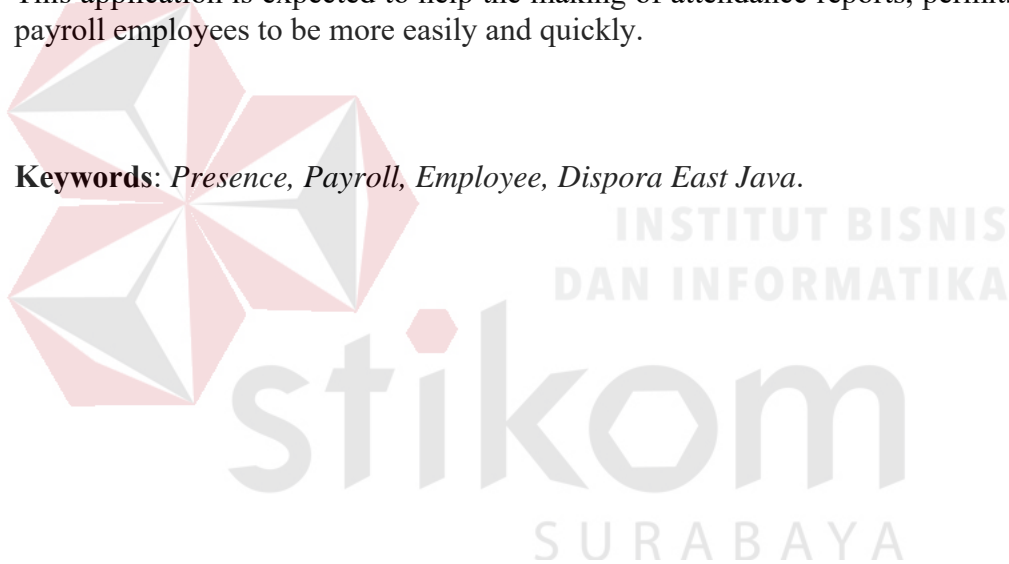 This application is expected to help the making of attendance reports, permits
payroll employees to be more easily and quickly.
Keywords: Presence, Payroll, Employee, Dispora East Java.
INSTITUT BISNIS
DAN INFORMATIKA
stikom
SURABAYA